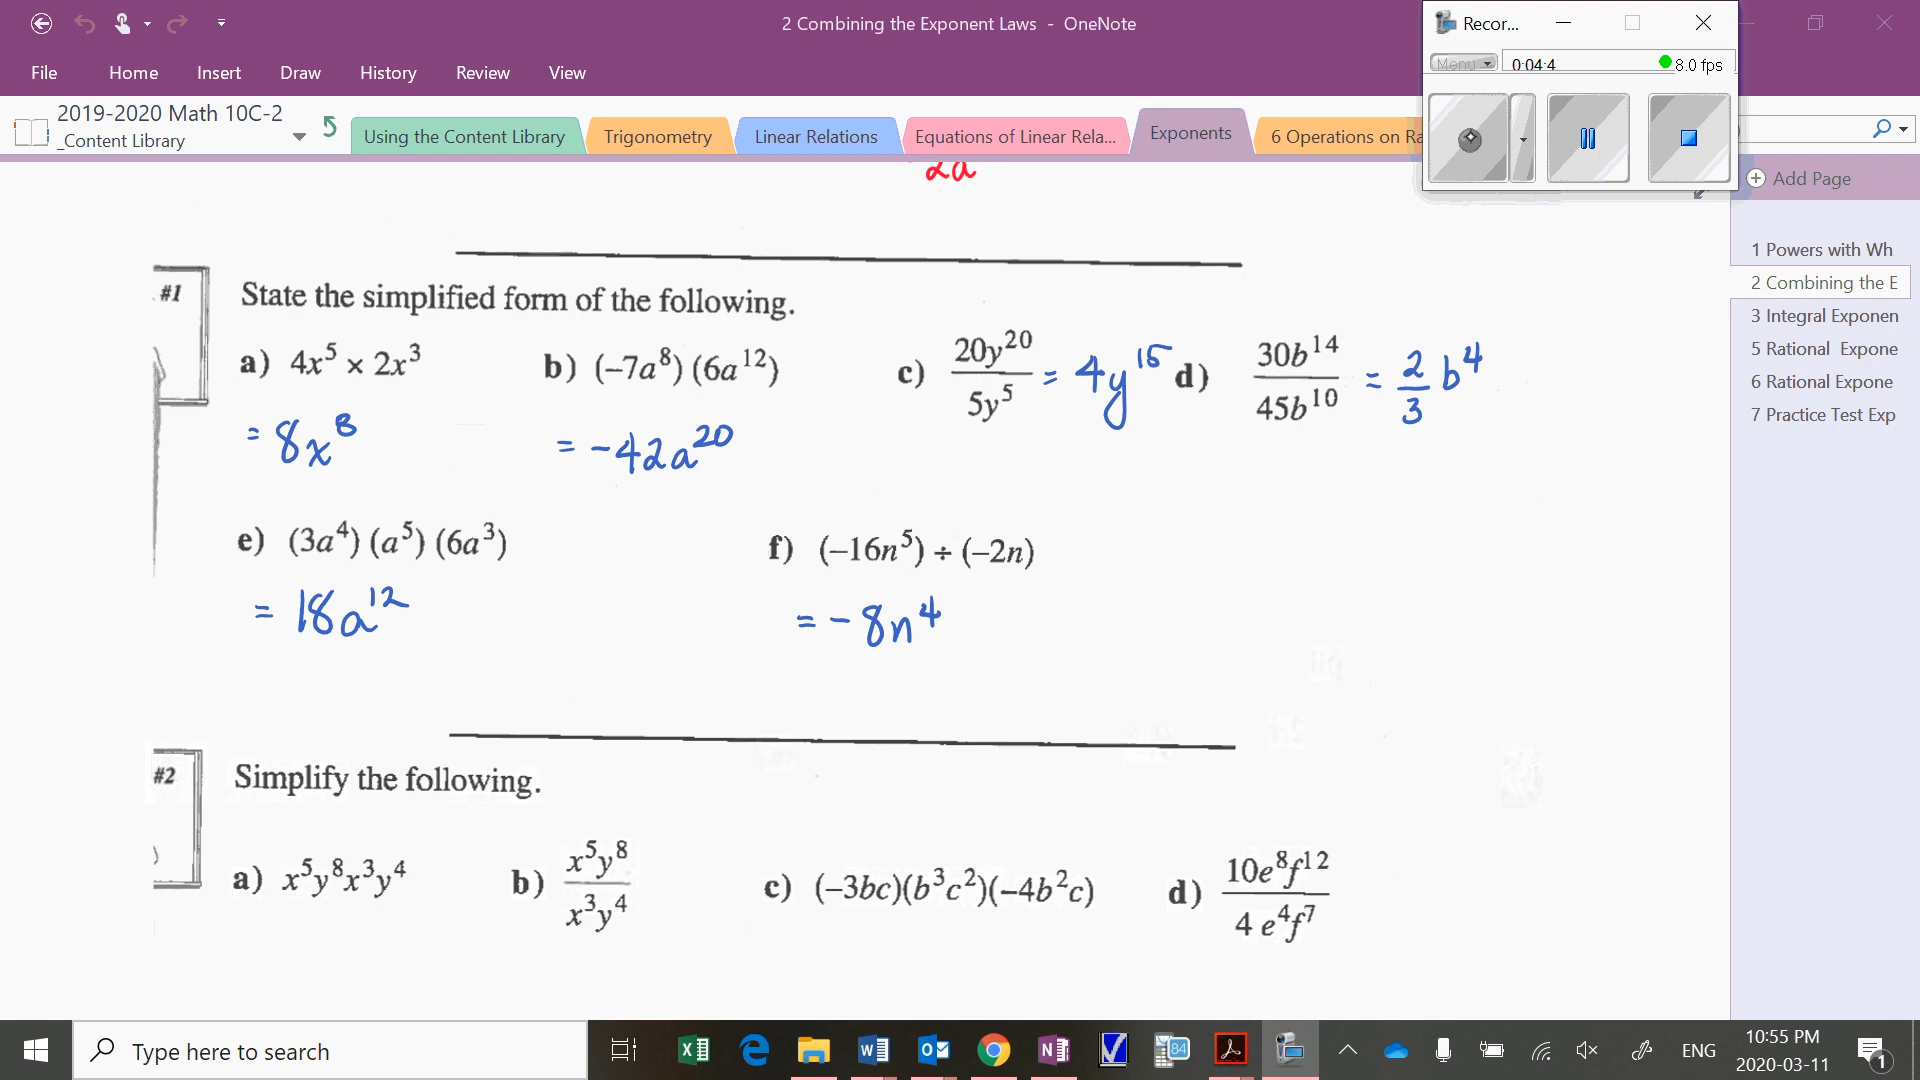 2 Combining the Exponent Laws - OneNote
Recor...
File Home Insert Draw History Review View
Menu 0:04:4 8.0 fps
2019-2020 Math 10C-2
_Content Library
Using the Content Library Trigonometry Linear Relations Equations of Linear Rela... Exponents 6 Operations on Ra
2a
Add Page
1 Powers with Wh
2 Combining the E
3 Integral Exponen
5 Rational Expone
6 Rational Expone
7 Practice Test Exp
#1 State the simplified form of the following.
a) 4x⁵ × 2x³ b) (–7a⁸) (6a¹²) c) 20y²⁰/5y⁵ = 4y¹⁵ d) 30b¹⁴/45b¹⁰ = 2/3 b⁴
= 8x⁸ = -42a²⁰
e) (3a⁴) (a⁵) (6a³) f) (–16n⁵) ÷ (–2n)
= 18a¹² = -8n⁴
#2 Simplify the following.
a) x⁵y⁸x³y⁴ b) x⁵y⁸/x³y⁴ c) (–3bc)(b³c²)(–4b²c) d) 10e⁸f¹²/4 e⁴f⁷
Type here to search
84
ENG
10:55 PM
2020-03-11
1